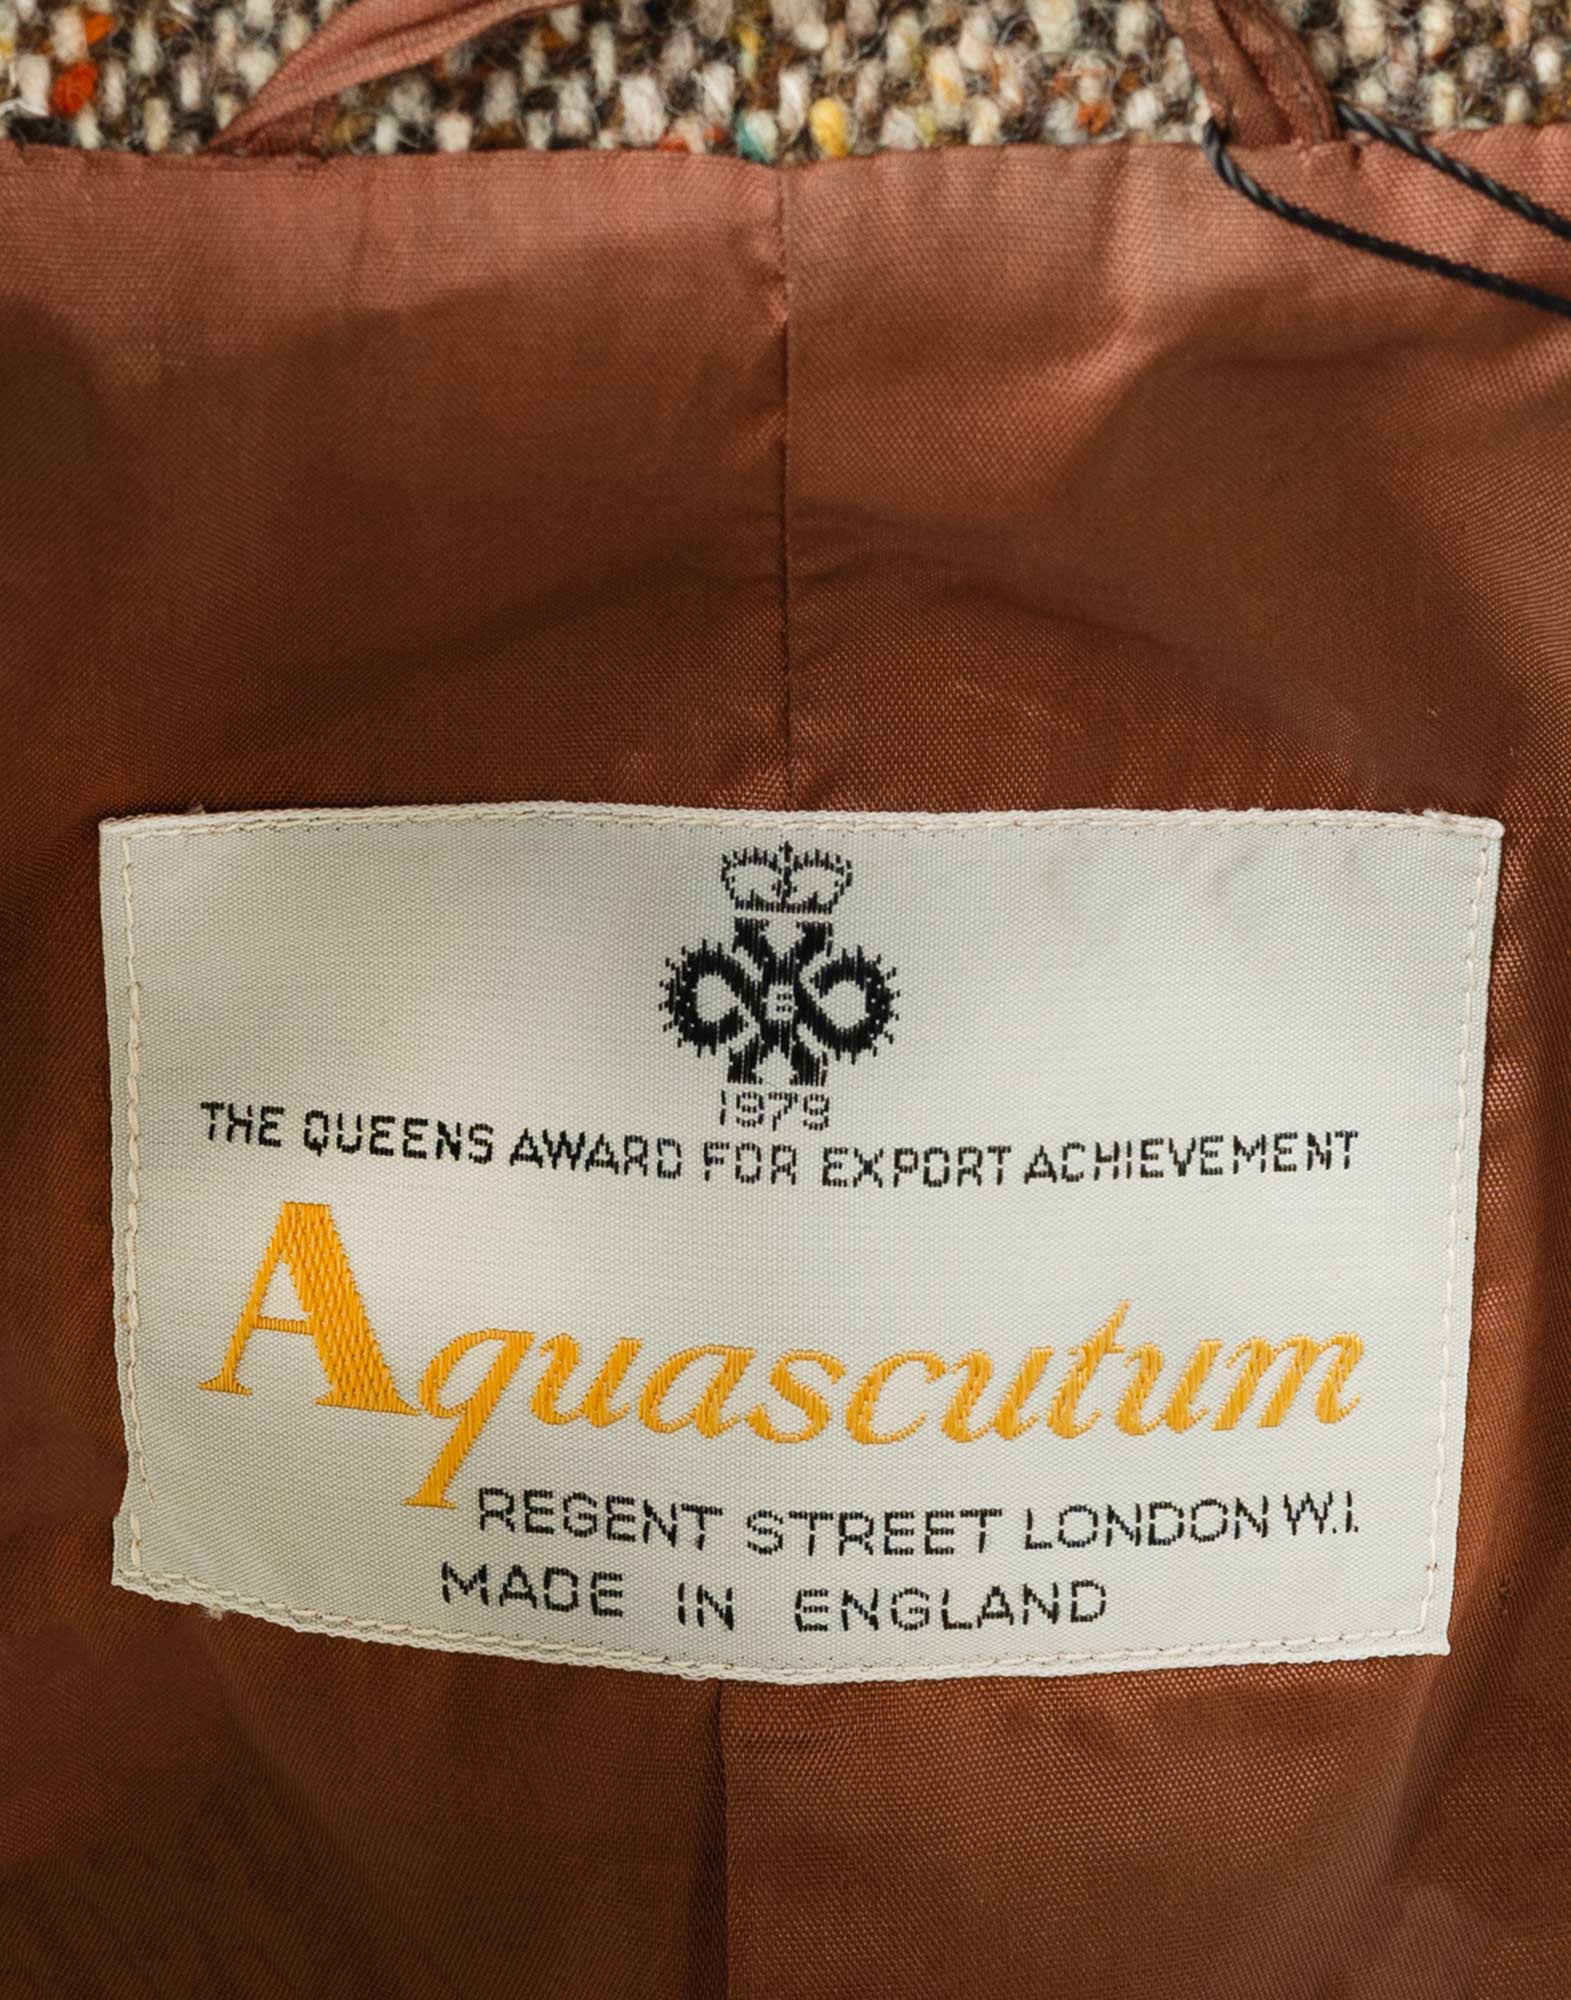 E
1979
THE QUEENS AWARD FOR EXPORT ACHIEVEMENT
Aquascutum
REGENT STREET LONDON W.I.
MADE IN ENGLAND